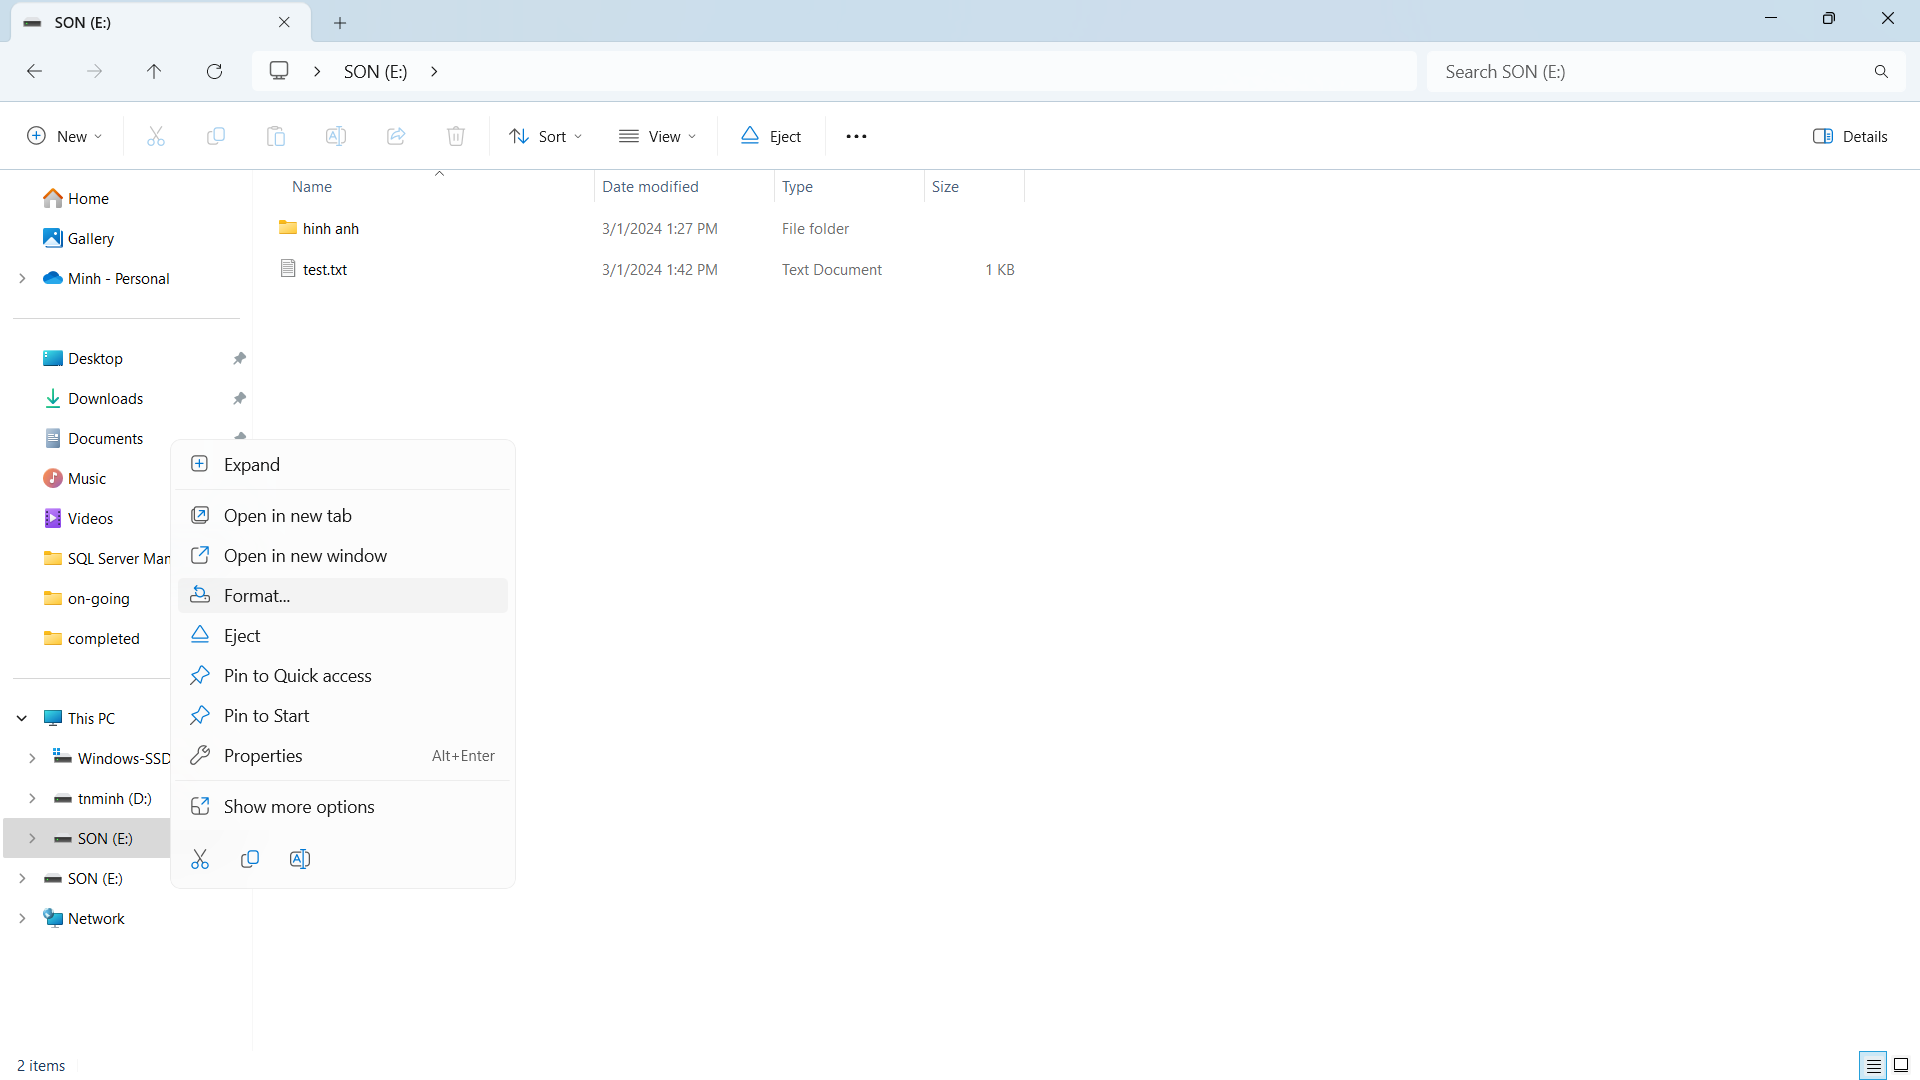 SON (E:)
SON (E:)
Search SON (E:)
New
Sort
View
Eject
Details
Name
Date modified
Type
Size
hinh anh
3/1/2024 1:27 PM
File folder
test.txt
3/1/2024 1:42 PM
Text Document
1 KB
Home
Gallery
Minh - Personal
Desktop
Downloads
Documents
Music
Videos
SQL Server Man
on-going
completed
This PC
Windows-SSD
tnminh (D:)
SON (E:)
SON (E:)
Network
Expand
Open in new tab
Open in new window
Format...
Eject
Pin to Quick access
Pin to Start
Properties
Alt+Enter
Show more options
2 items